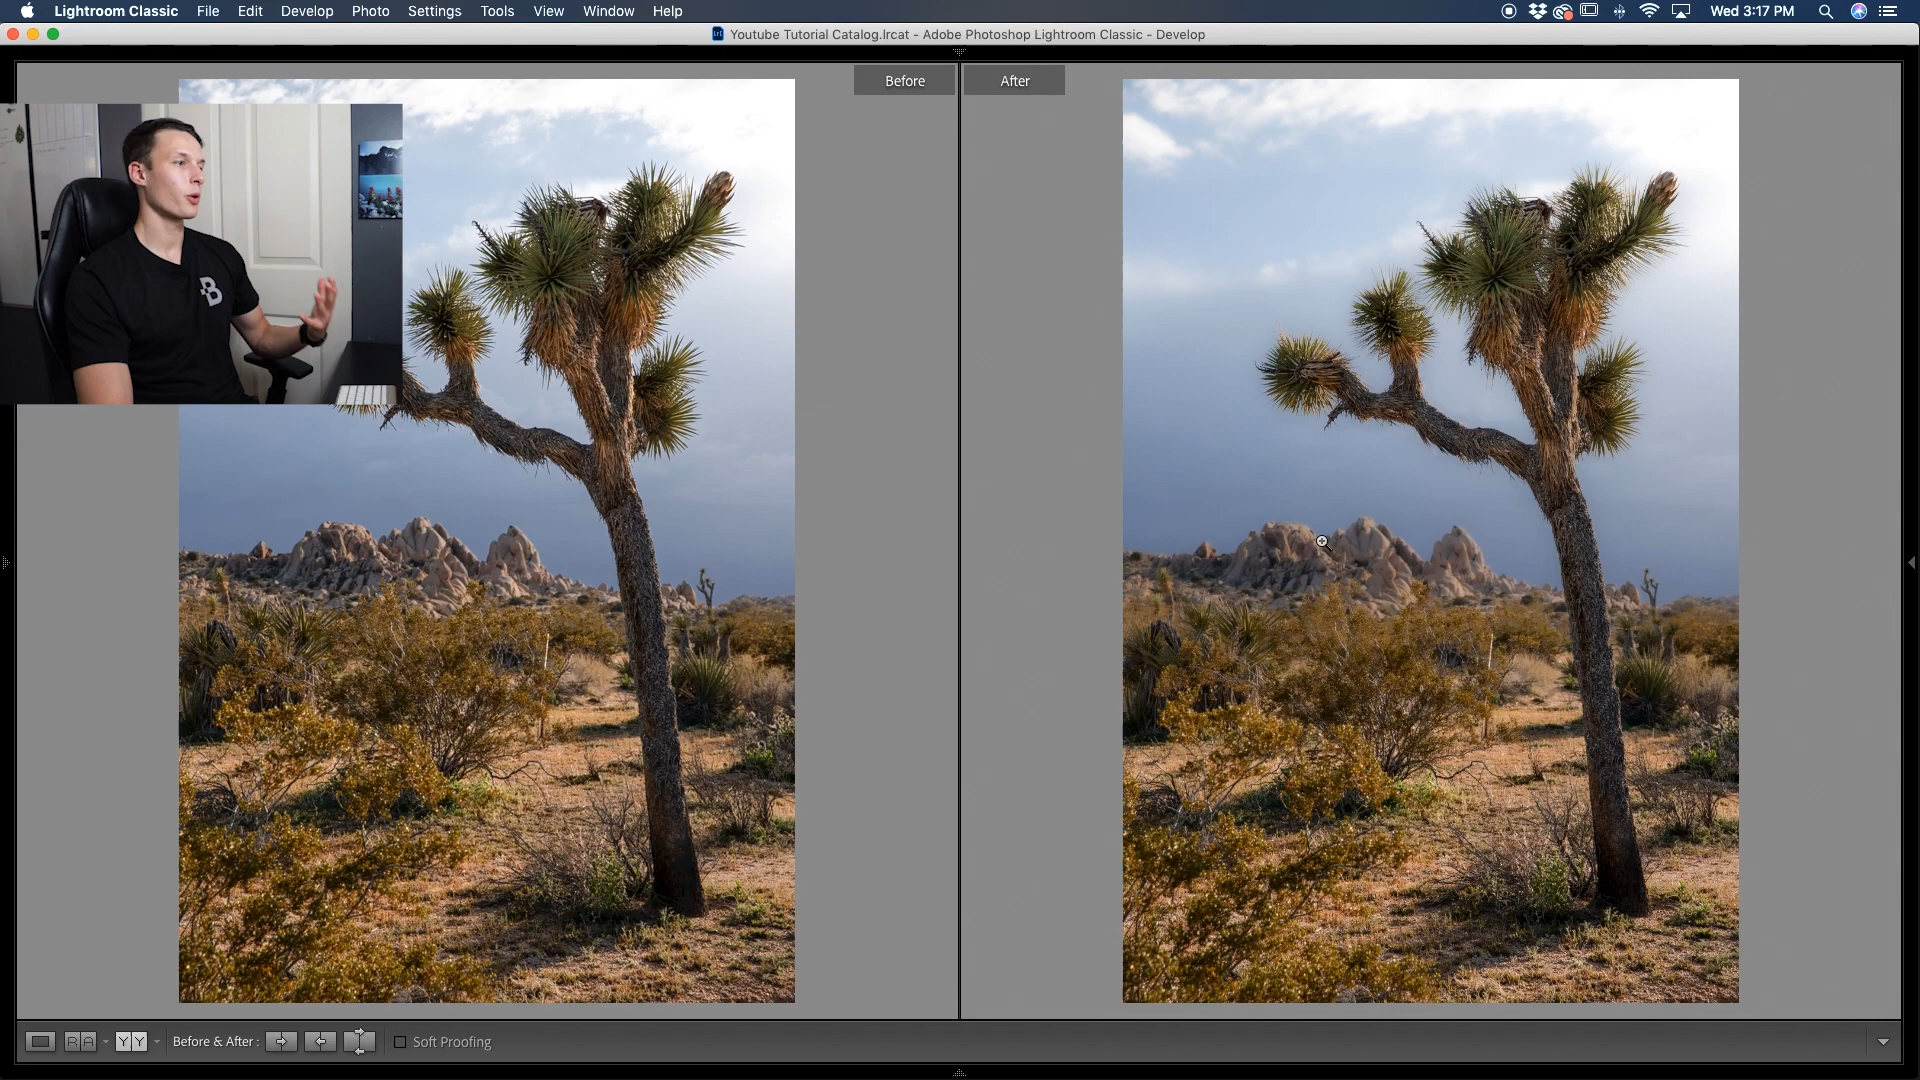 Lightroom Classic File Edit Develop Photo Settings Tools View Window Help Wed 3:17 PM
Youtube Tutorial Catalog.lrcat - Adobe Photoshop Lightroom Classic - Develop
Before After
B
R A Y Y Before & After : Soft Proofing